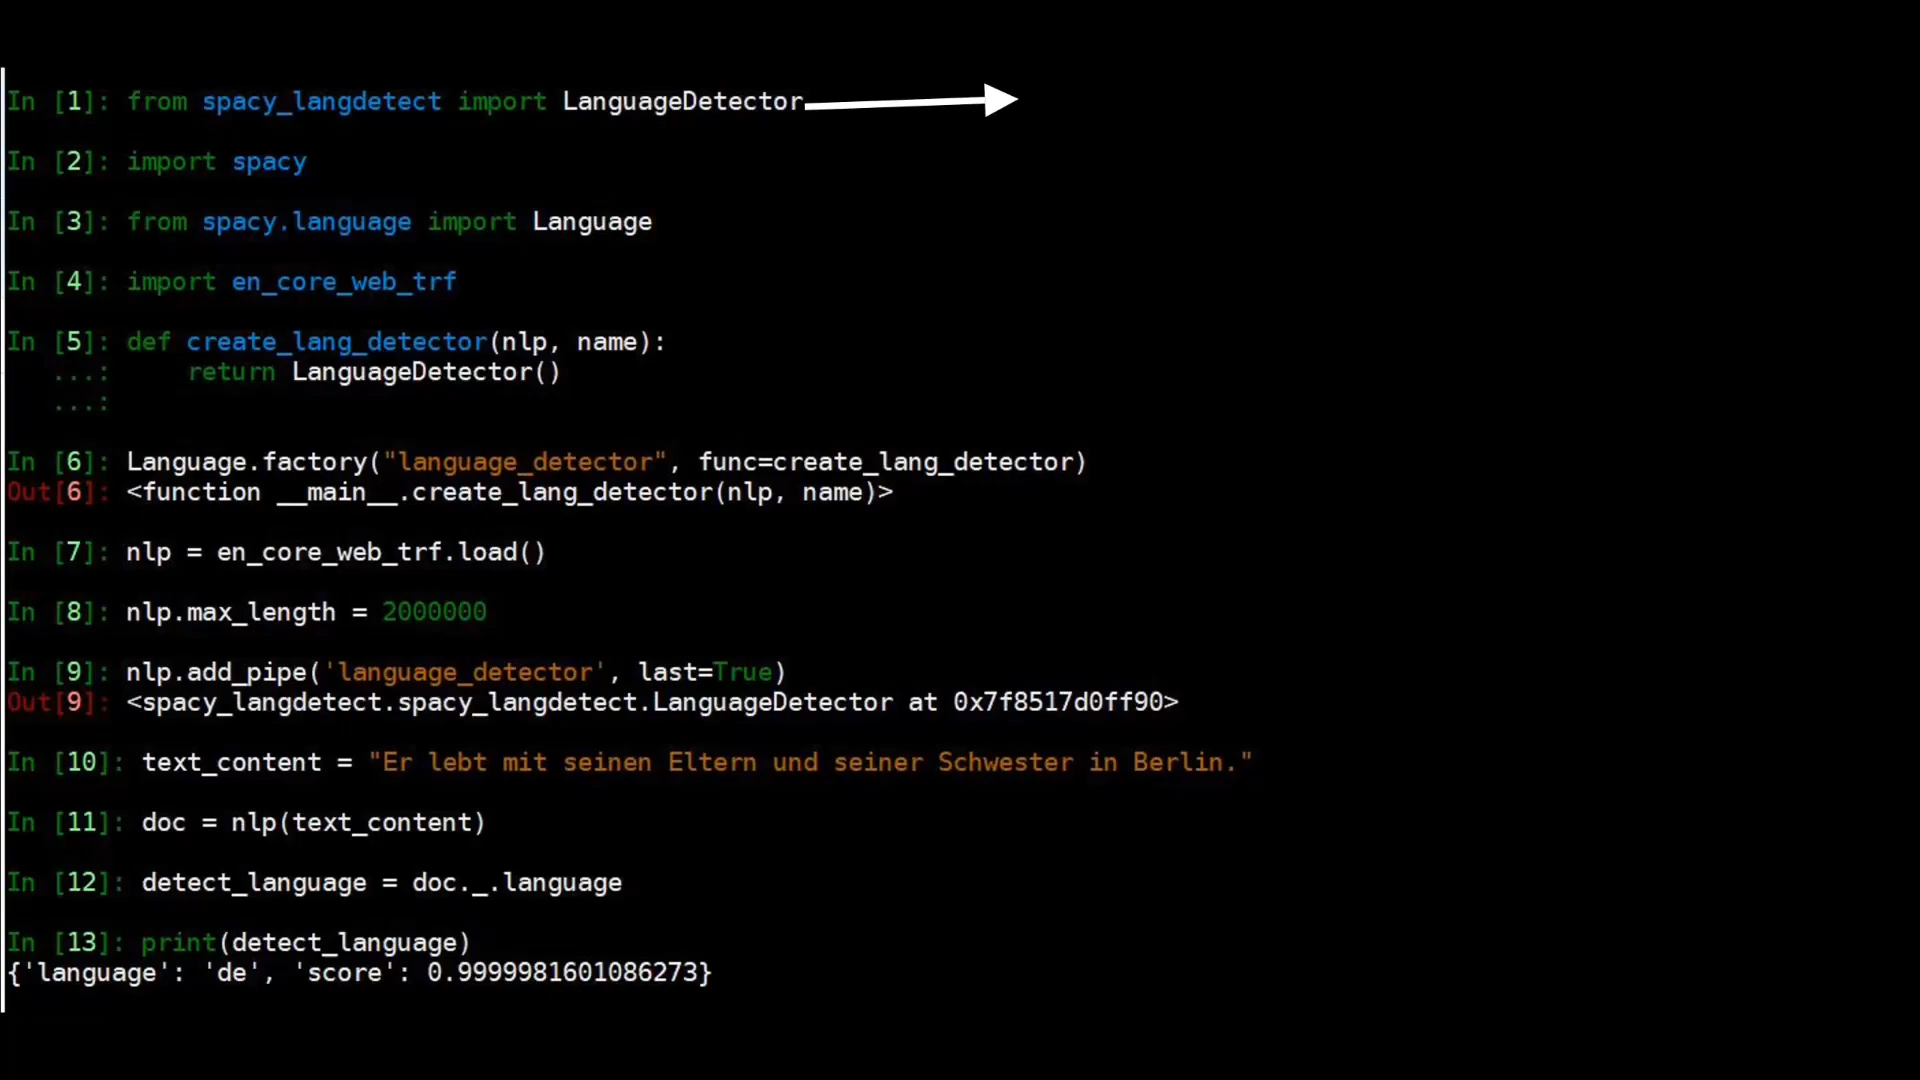 In [1]: from spacy_langdetect import LanguageDetector
In [2]: import spacy
In [3]: from spacy.language import Language
In [4]: import en_core_web_trf
In [5]: def create_lang_detector(nlp, name):
   ...:     return LanguageDetector()
   ...:
In [6]: Language.factory("language_detector", func=create_lang_detector)
Out[6]: <function __main__.create_lang_detector(nlp, name)>
In [7]: nlp = en_core_web_trf.load()
In [8]: nlp.max_length = 2000000
In [9]: nlp.add_pipe('language_detector', last=True)
Out[9]: <spacy_langdetect.spacy_langdetect.LanguageDetector at 0x7f8517d0ff90>
In [10]: text_content = "Er lebt mit seinen Eltern und seiner Schwester in Berlin."
In [11]: doc = nlp(text_content)
In [12]: detect_language = doc._.language
In [13]: print(detect_language)
{'language': 'de', 'score': 0.9999981601086273}